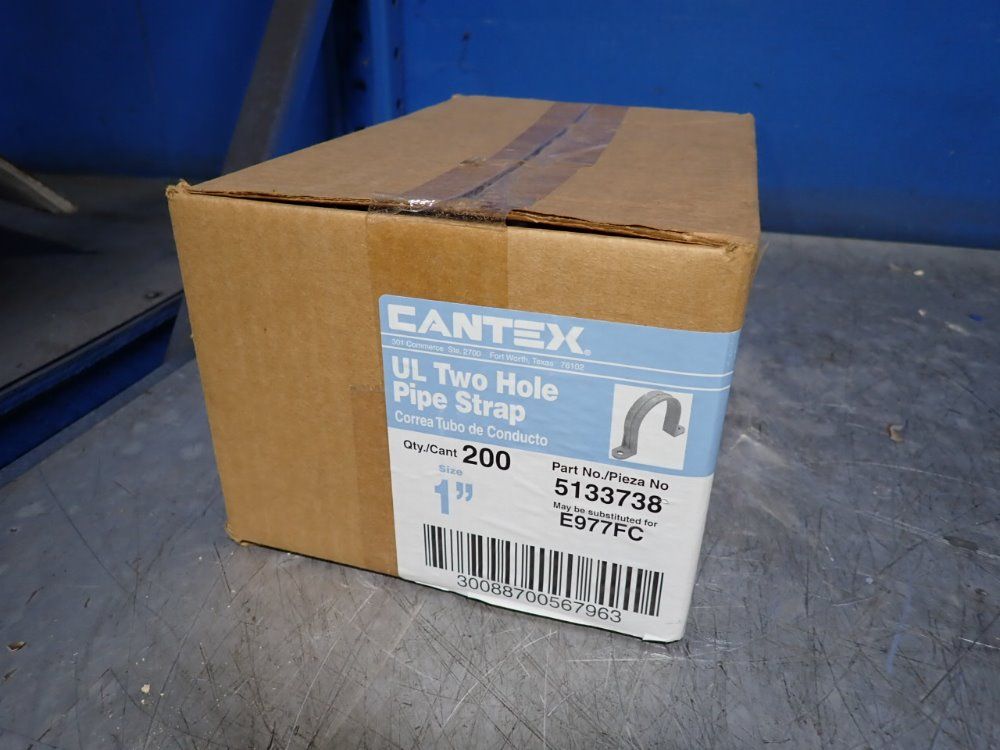 CANTEX®
301 Commerce Ste. 2700 Fort Worth, Texas 76102
UL Two Hole
Pipe Strap
Correa Tubo de Conducto
Qty./Cant 200
Size
1”
Part No./Pieza No
5133738
May be substituted for
E977FC
30088700567963